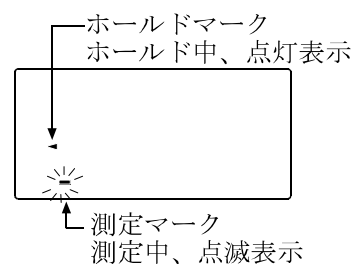 ホールドマーク
ホールド中、点灯表示
測定マーク
測定中、点滅表示